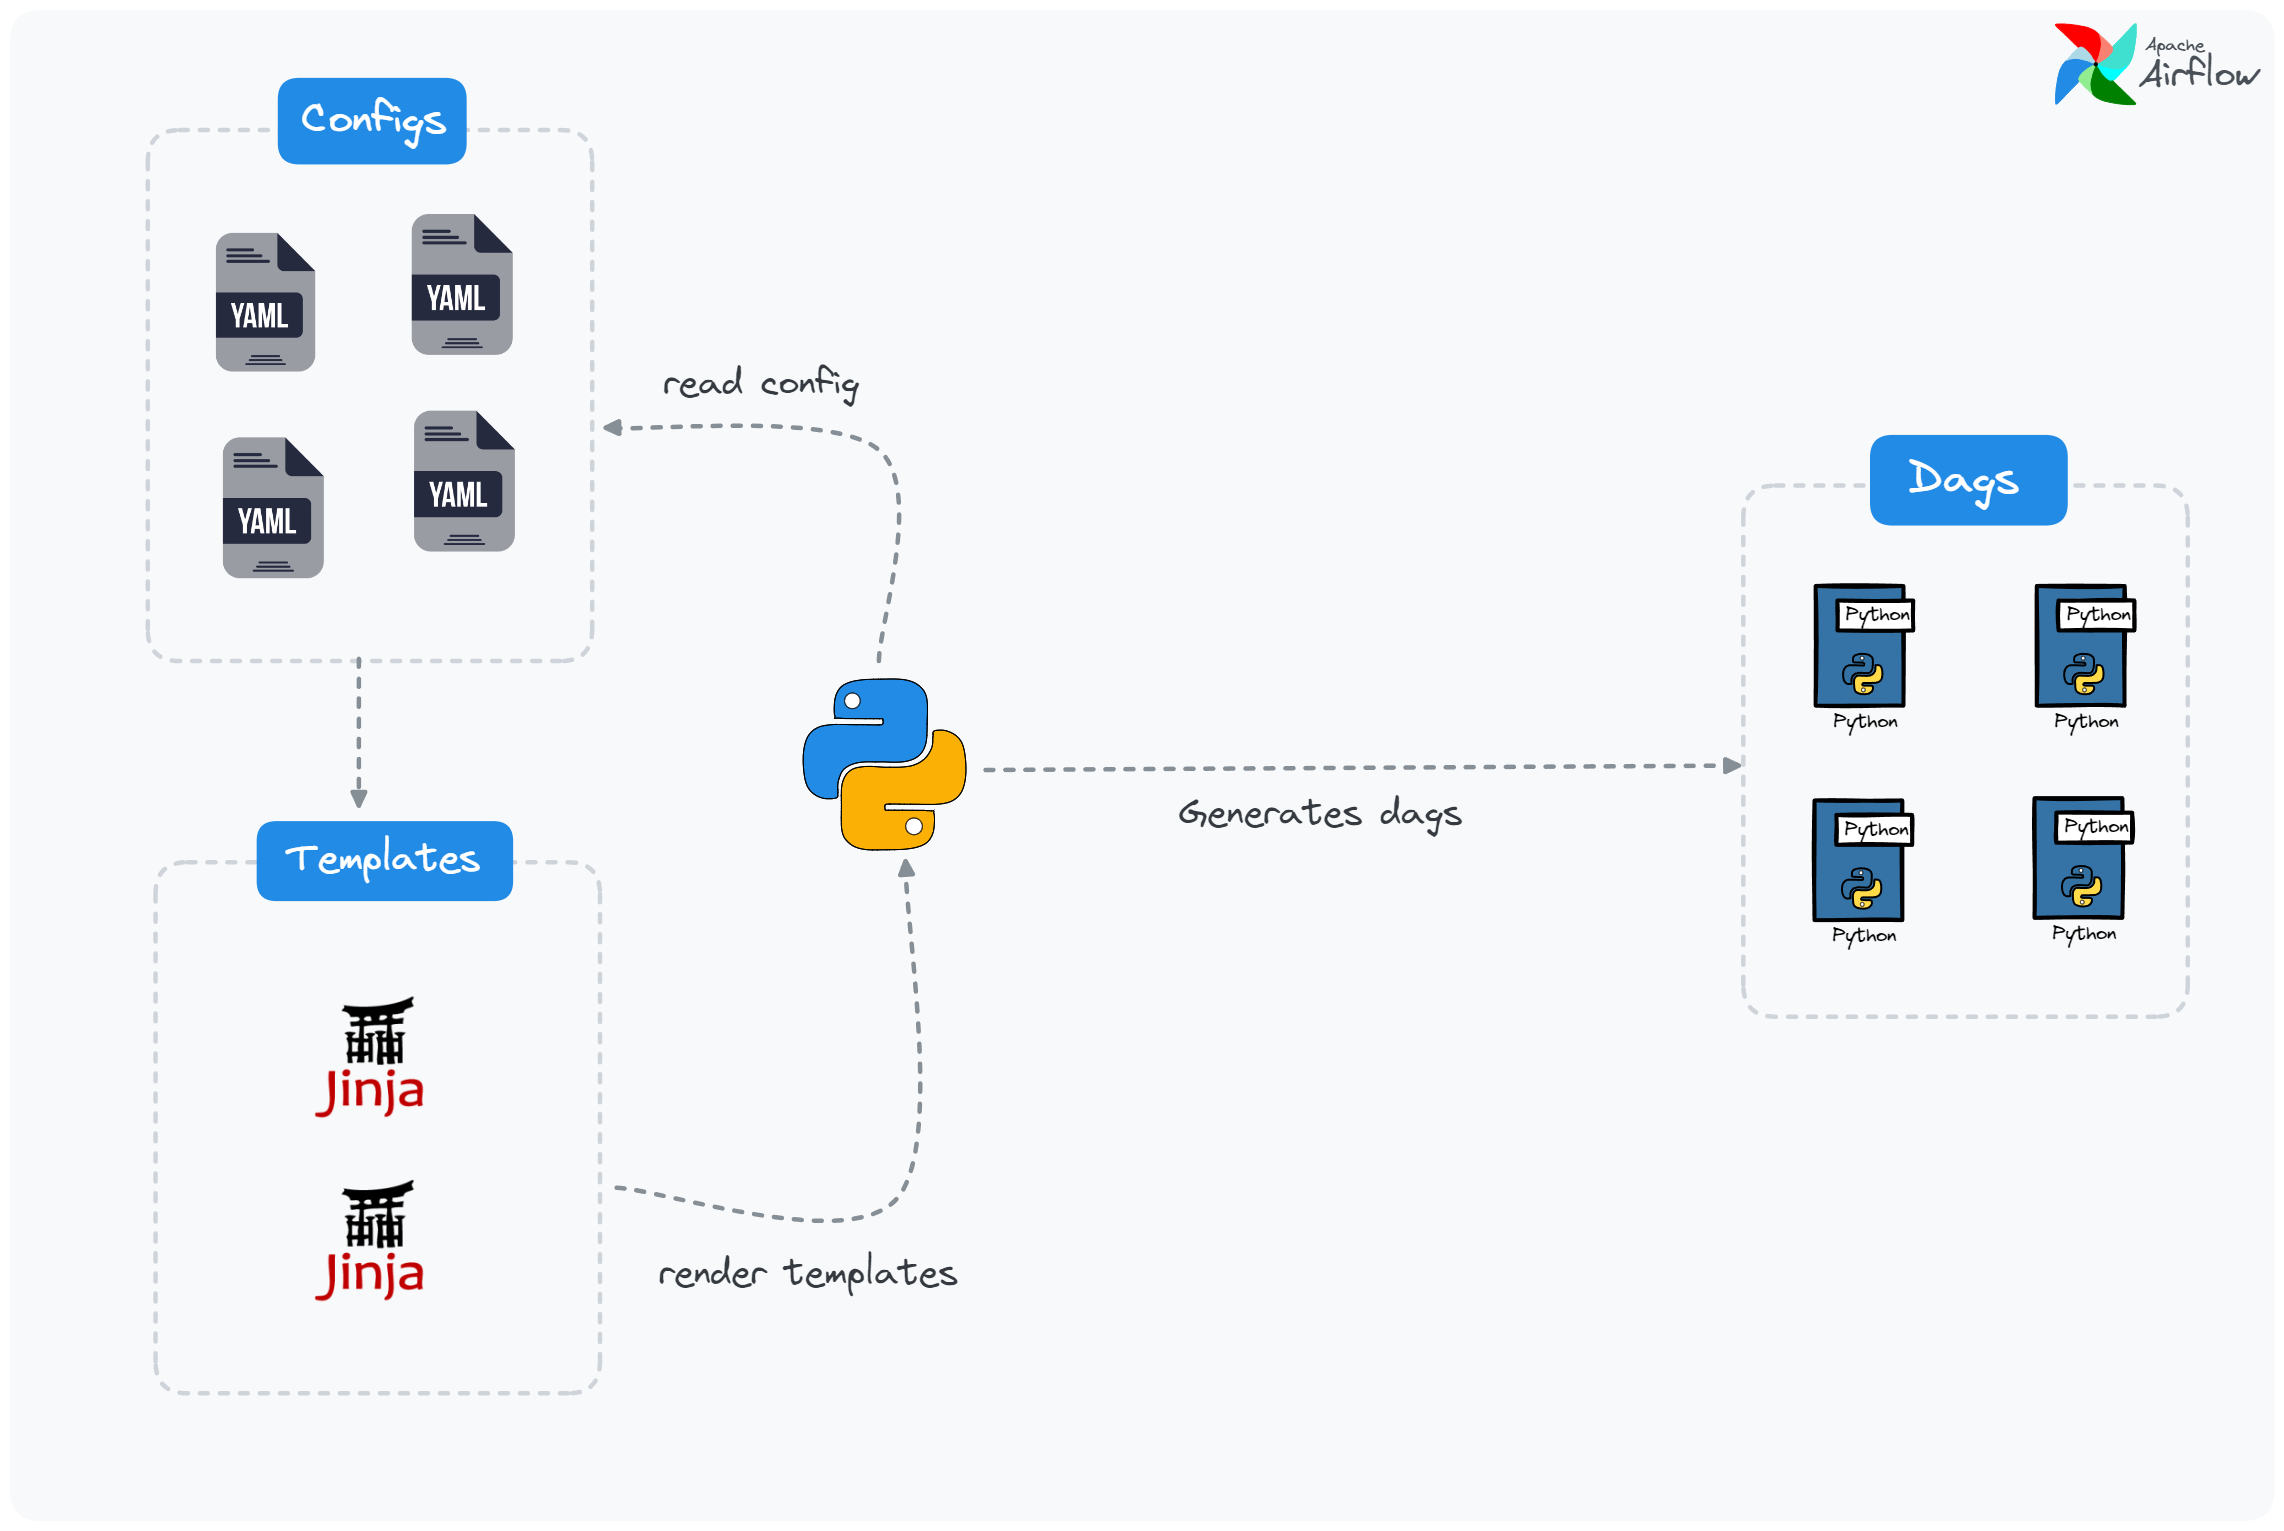 Apache
Airflow
Configs
YAML
YAML
YAML
YAML
read config
Dags
Python
Python
Python
Python
Generates dags
Python
Python
Python
Python
Templates
Jinja
Jinja
render templates